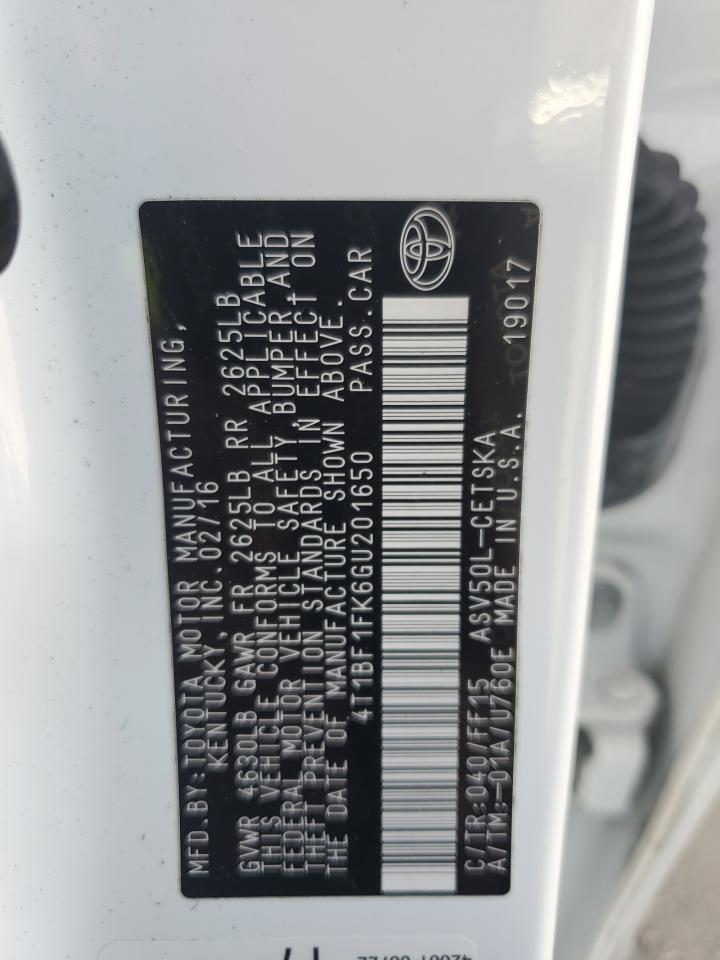 MFD. BY: TOYOTA MOTOR MANUFACTURING,
KENTUCKY, INC. 02/16
GVWR 4630LB GAWR FR 2625LB RR 2625LB
THIS VEHICLE CONFORMS TO ALL APPLICABLE
FEDERAL MOTOR VEHICLE SAFETY, BUMPER AND
THEFT PREVENTION STANDARDS IN EFFECT ON
THE DATE OF MANUFACTURE SHOWN ABOVE.
4T1BF1FK6GU201650 PASS.CAR
C/TR:040/FF15 ASV50L-CETSKA
A/TM:-01A/U760E MADE IN U.S.A. 19017